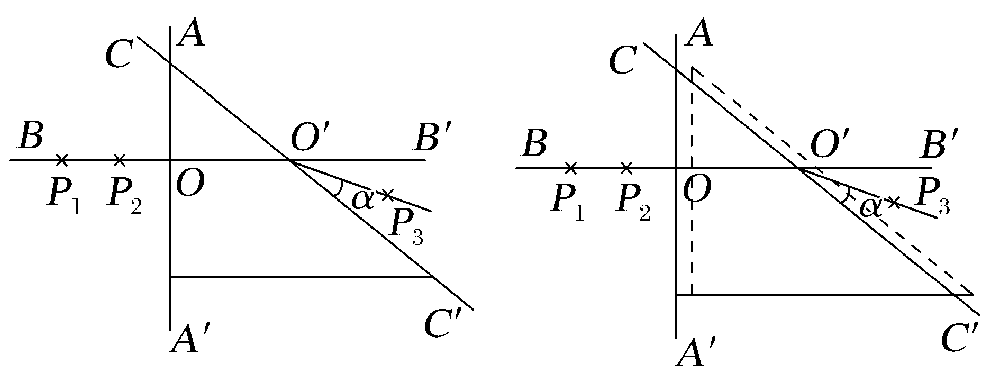 A
C
B
O′
B′
P₁
P₂
O
α
P₃
C′
A′
A
C
B
O′
B′
P₁
P₂
O
α
P₃
C′
A′